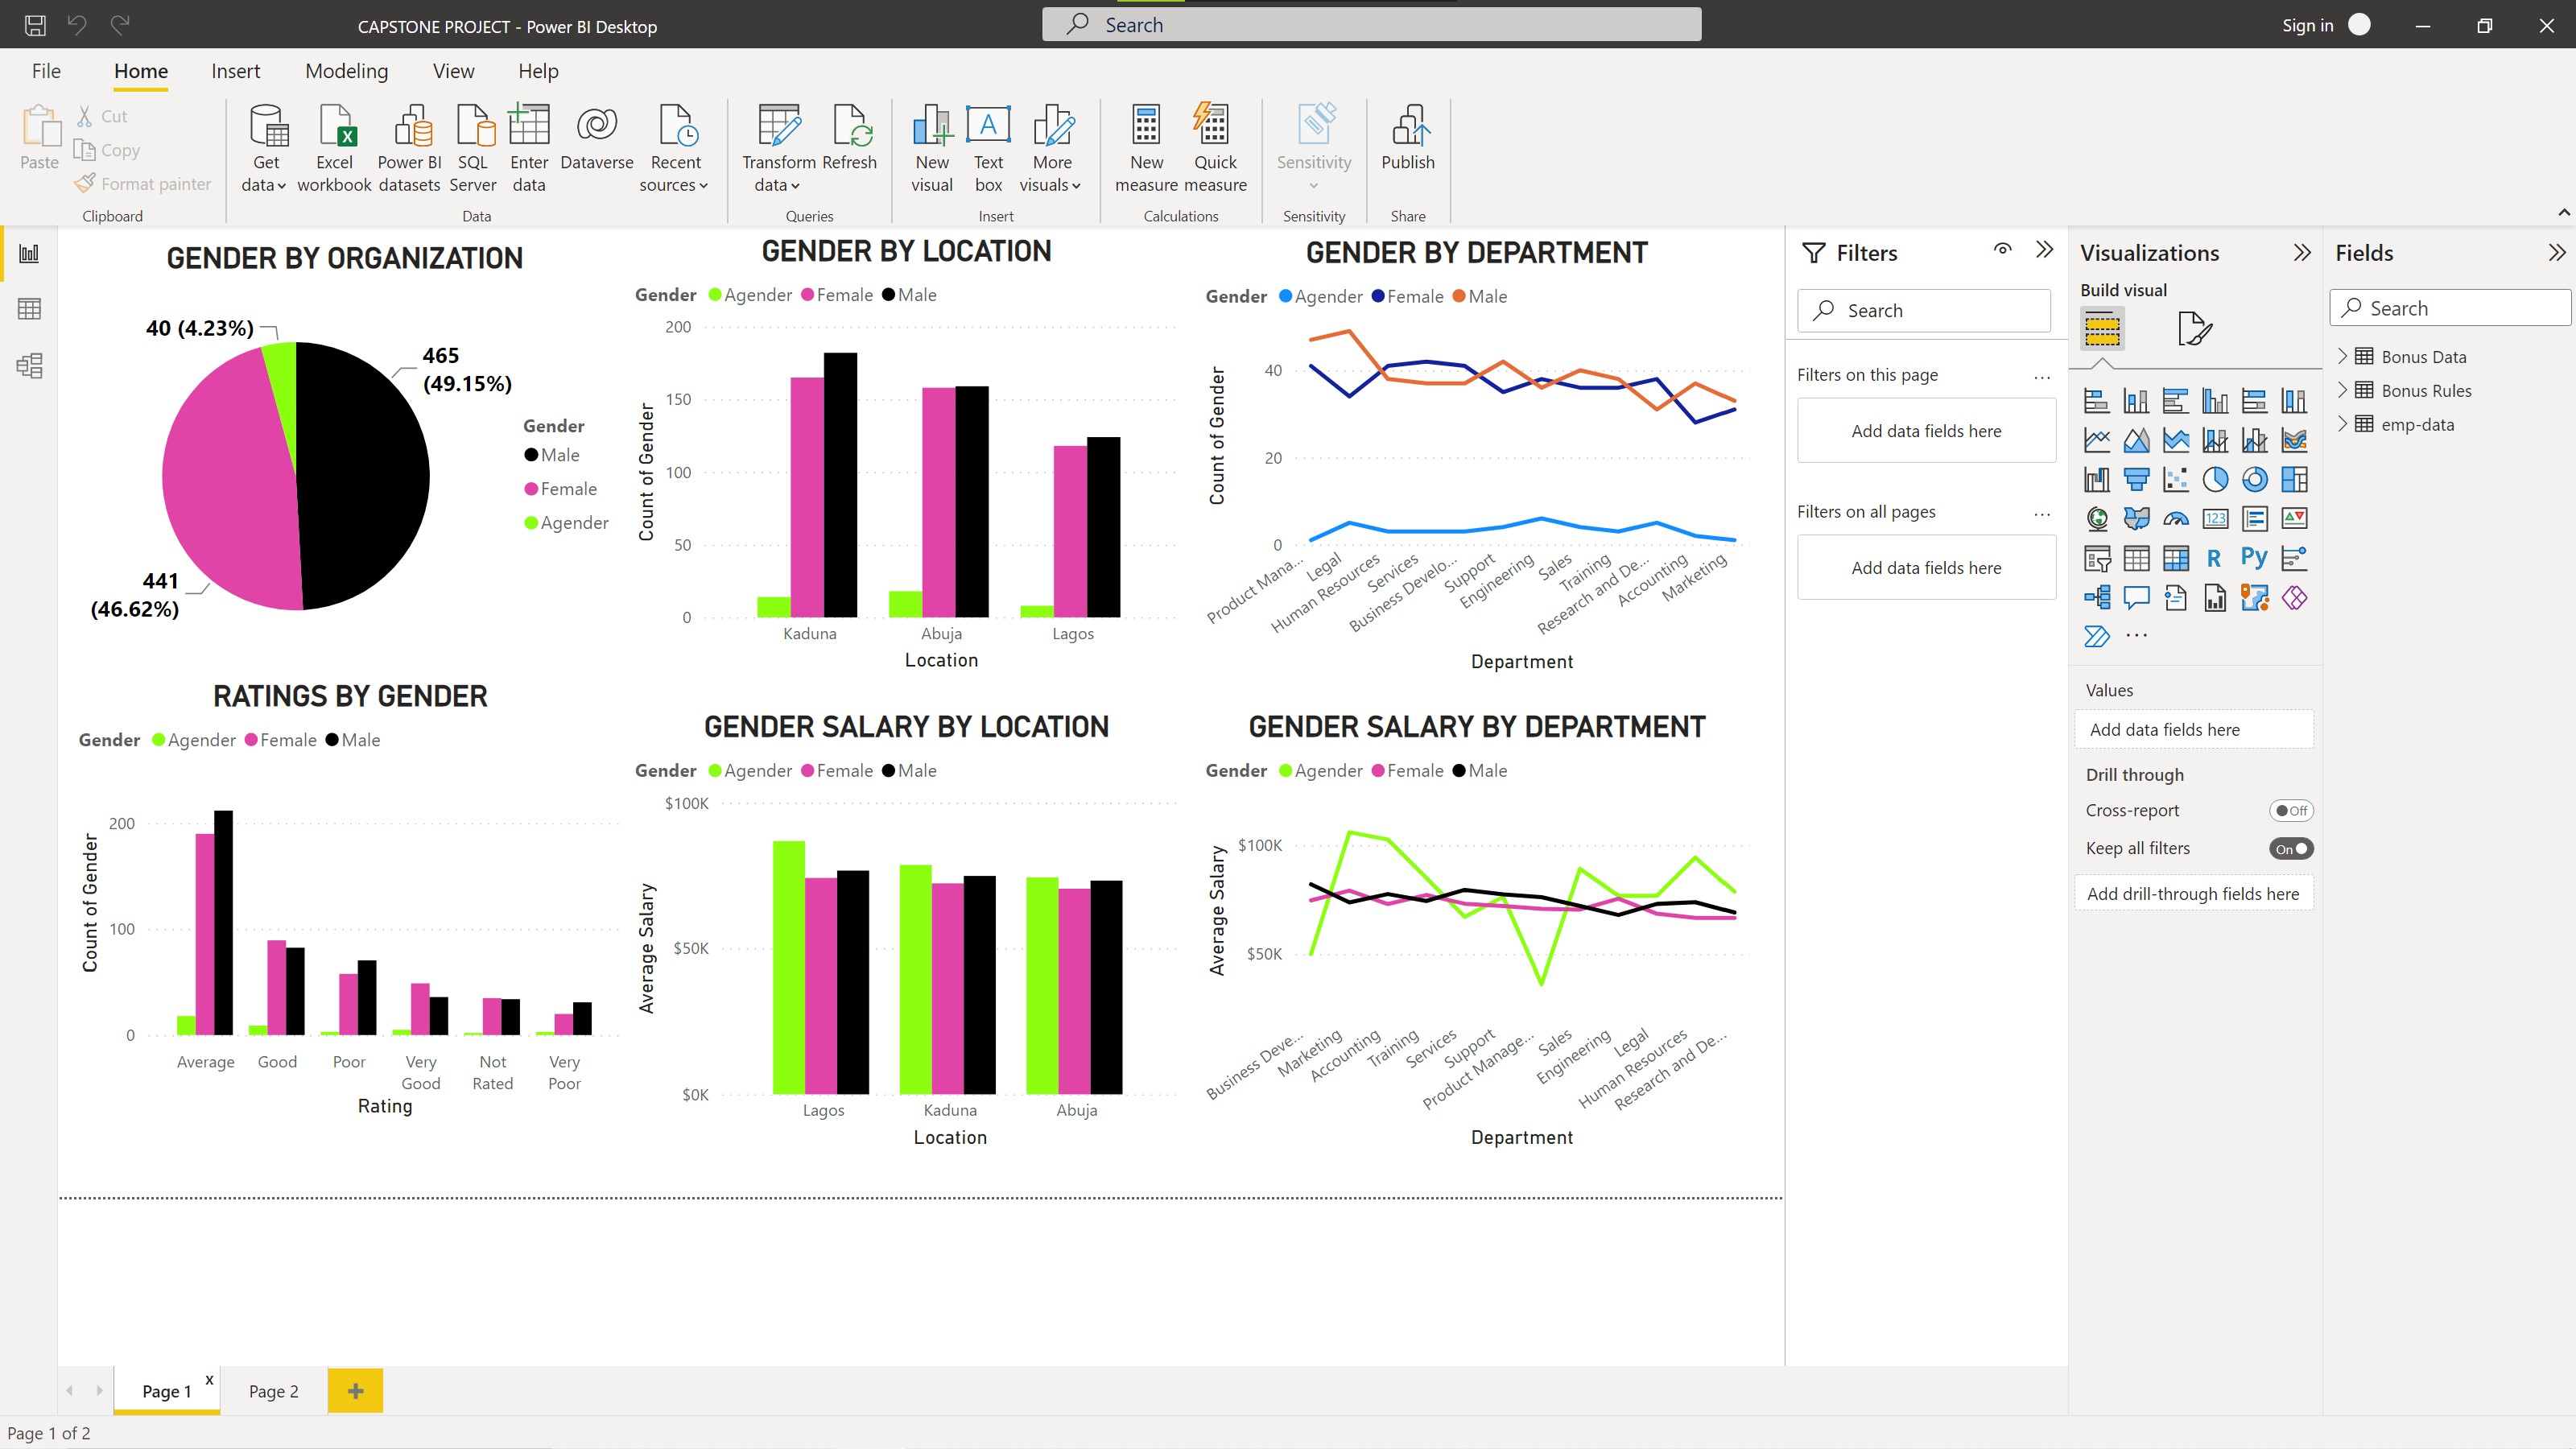 CAPSTONE PROJECT - Power BI Desktop
Search
Sign in
File
Home
Insert
Modeling
View
Help
Paste
Cut
Copy
Format painter
Clipboard
Get data
Excel workbook
Power BI datasets
SQL Server
Enter data
Dataverse
Recent sources
Data
Transform data
Refresh
Queries
New visual
A
Text box
More visuals
Insert
New measure
Quick measure
Calculations
Sensitivity
Sensitivity
Publish
Share
GENDER BY ORGANIZATION
40 (4.23%)
465
(49.15%)
441
(46.62%)
Gender
Male
Female
Agender
GENDER BY LOCATION
Gender Agender Female Male
Count of Gender
200
150
100
50
0
Kaduna Abuja Lagos
Location
GENDER BY DEPARTMENT
Gender Agender Female Male
Count of Gender
40
20
0
Product Mana...
Legal
Human Resources
Services
Business Develo...
Support
Engineering
Sales
Training
Research and De...
Accounting
Marketing
Department
RATINGS BY GENDER
Gender Agender Female Male
Count of Gender
200
100
0
Average Good Poor Very Good Not Rated Very Poor
Rating
GENDER SALARY BY LOCATION
Gender Agender Female Male
Average Salary
$100K
$50K
$0K
Lagos Kaduna Abuja
Location
GENDER SALARY BY DEPARTMENT
Gender Agender Female Male
Average Salary
$100K
$50K
Business Deve...
Marketing
Accounting
Training
Services
Support
Product Manage...
Sales
Engineering
Legal
Human Resources
Research and De...
Department
Filters
Search
Filters on this page
...
Add data fields here
Filters on all pages
...
Add data fields here
Visualizations
Build visual
123
R
Py
...
Values
Add data fields here
Drill through
Cross-report
Off
Keep all filters
On
Add drill-through fields here
Fields
Search
Bonus Data
Bonus Rules
emp-data
Page 1
x
Page 2
+
Page 1 of 2